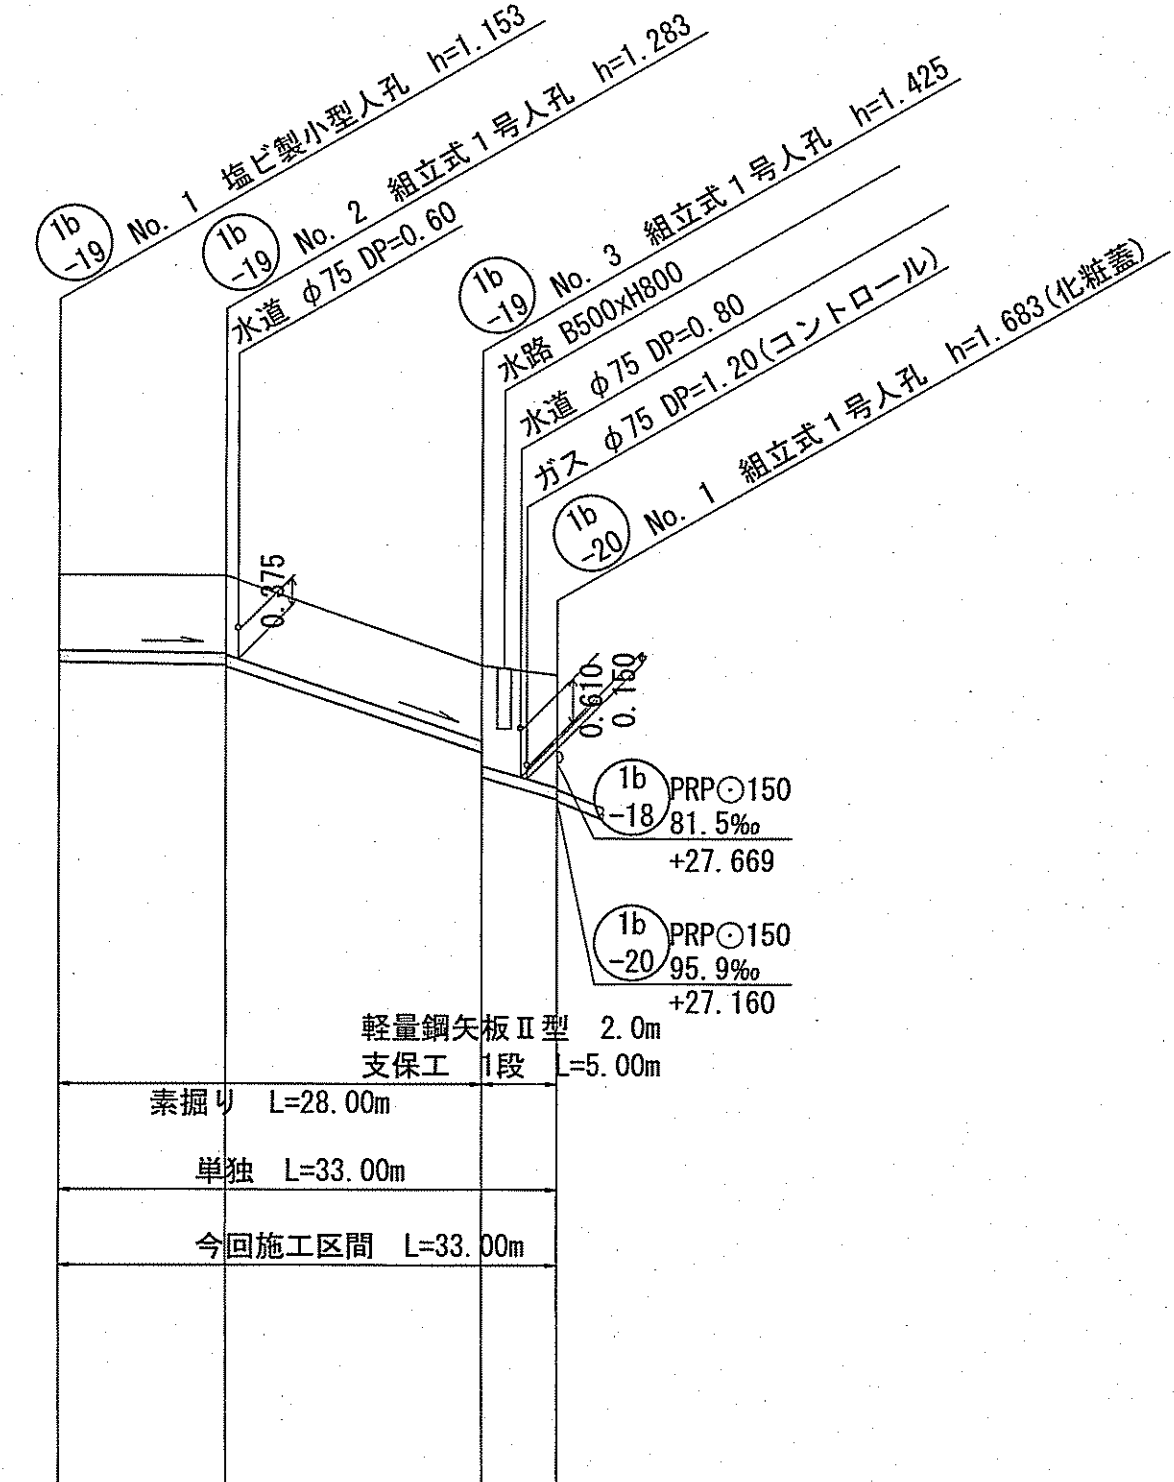 1b
-19
No. 1 塩ビ製小型人孔 h=1.153
1b
-19
No. 2 組立式1号人孔 h=1.283
水道 φ75 DP=0.60
1b
-19
No. 3 組立式1号人孔 h=1.425
水路 B500xH800
水道 φ75 DP=0.80
ガス φ75 DP=1.20(コントロール)
1b
-20
No. 1 組立式1号人孔 h=1.683(化粧蓋)
0.375
0.610
0.150
1b
-18
PRP⊙150
81.5‰
+27.669
1b
-20
PRP⊙150
95.9‰
+27.160
軽量鋼矢板Ⅱ型 2.0m
支保工 1段 L=5.00m
素掘り L=28.00m
単独 L=33.00m
今回施工区間 L=33.00m